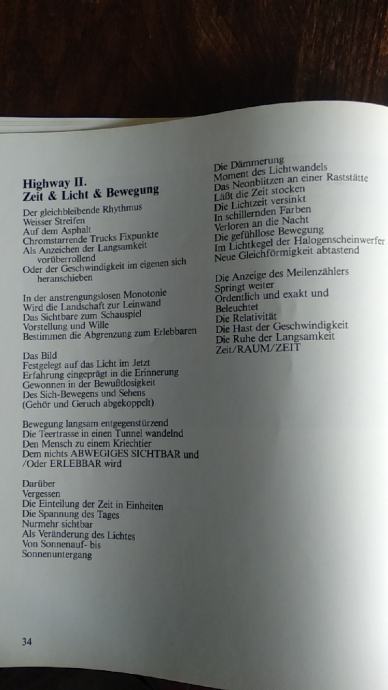 Highway II.
Zeit & Licht & Bewegung
Der gleichbleibende Rhythmus
Weisser Streifen
Auf dem Asphalt
Chromstarrende Trucks Fixpunkte
Als Anzeichen der Langsamkeit
vorüberrollend
Oder der Geschwindigkeit im eigenen sich
heranschieben
In der anstrengungslosen Monotonie
Wird die Landschaft zur Leinwand
Das Sichtbare zum Schauspiel
Vorstellung und Wille
Bestimmen die Abgrenzung zum Erlebbaren
Das Bild
Festgelegt auf das Licht im Jetzt
Erfahrung eingeprägt in die Erinnerung
Gewonnen in der Bewußtlosigkeit
Des Sich-Bewegens und Sehens
(Gehör und Geruch abgekoppelt)
Bewegung langsam entgegenstürzend
Die Teertrasse in einen Tunnel wandelnd
Den Mensch zu einem Kriechtier
Dem nichts ABWEGIGES SICHTBAR und
/Oder ERLEBBAR wird
Darüber
Vergessen
Die Einteilung der Zeit in Einheiten
Die Spannung des Tages
Nurmehr sichtbar
Als Veränderung des Lichtes
Von Sonnenauf- bis
Sonnenuntergang
Die Dämmerung
Moment des Lichtwandels
Das Neonblitzen an einer Raststätte
Läßt die Zeit stocken
Die Lichtzeit versinkt
In schillernden Farben
Verloren an die Nacht
Die gefühllose Bewegung
Im Lichtkegel der Halogenscheinwerfer
Neue Gleichförmigkeit abtastend
Die Anzeige des Meilenzählers
Springt weiter
Ordentlich und exakt und
Beleuchtet
Die Relativität
Die Hast der Geschwindigkeit
Die Ruhe der Langsamkeit
Zeit/RAUM/ZEIT
34